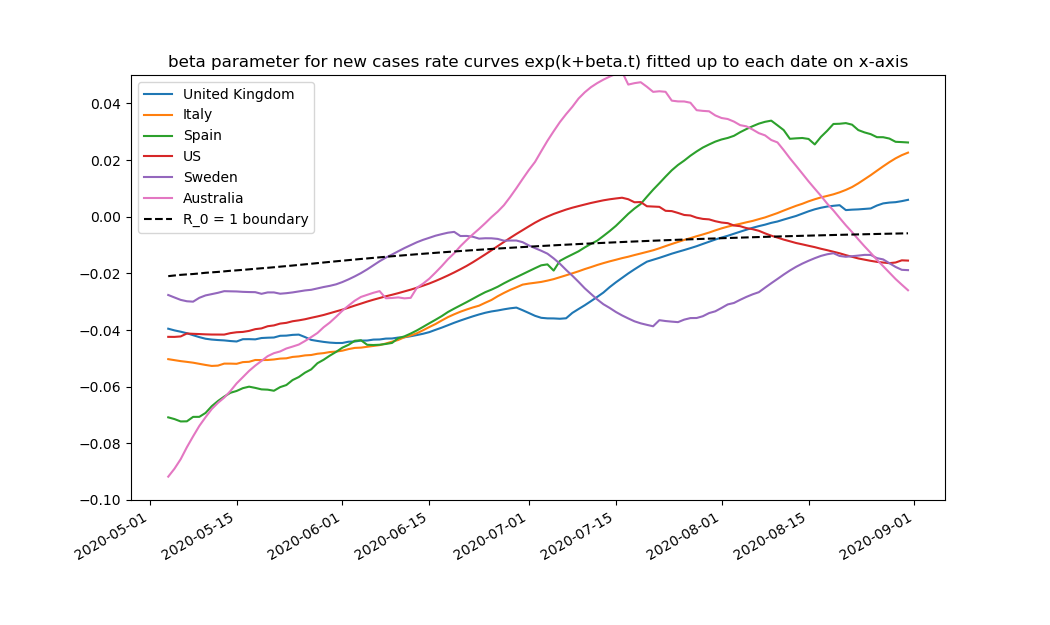 beta parameter for new cases rate curves exp(k+beta.t) fitted up to each date on x-axis
United Kingdom
Italy
Spain
US
Sweden
Australia
R_0 = 1 boundary
0.04
0.02
0.00
−0.02
−0.04
−0.06
−0.08
−0.10
2020-05-01
2020-05-15
2020-06-01
2020-06-15
2020-07-01
2020-07-15
2020-08-01
2020-08-15
2020-09-01